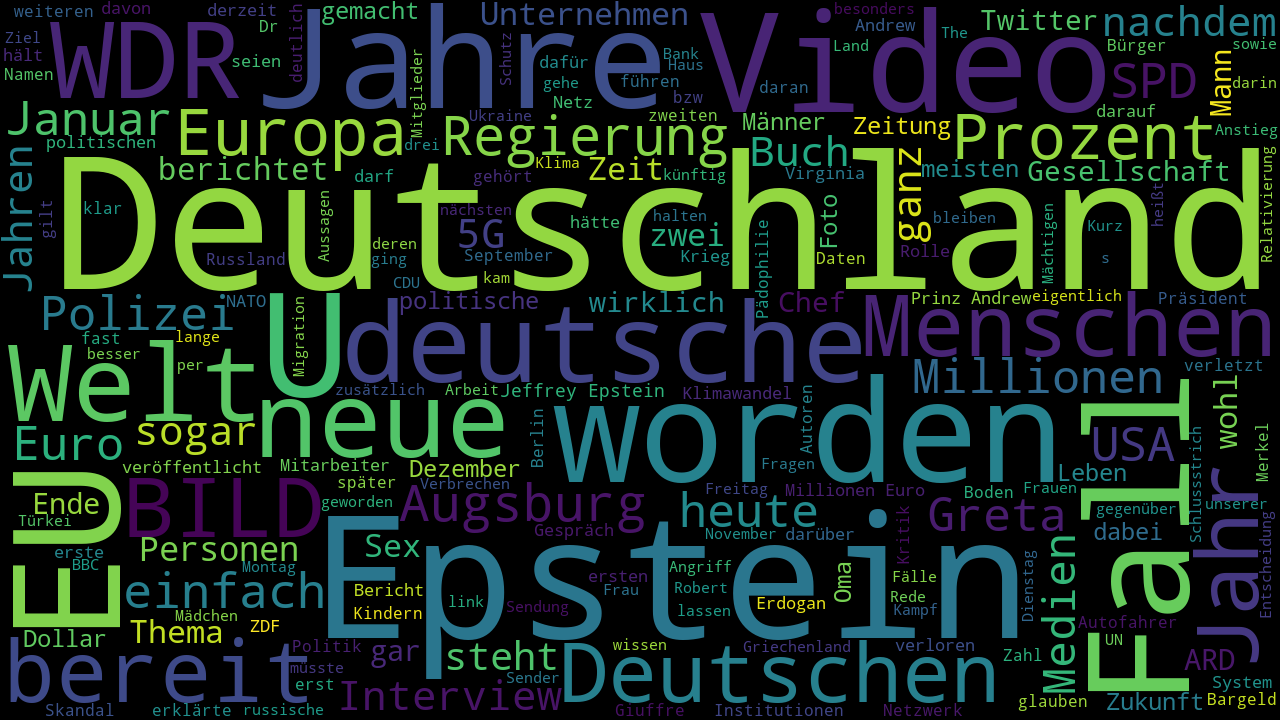 weiteren
davon
derzeit
gemacht
Unternehmen
besonders
Twitter
nachdem
Ziel
hält
Namen
WDR
Dr
seien
deutlich
Jahre
Schutz
dafür
gehe
Netz
Bank
Haus
führen
bzw
Video
daran
Andrew
Land
The
Bürger
SPD
darauf
Mann
sowie
darin
Anstieg
Januar
politischen
Europa
Mitglieder
drei
Regierung
Ukraine
zweiten
Männer
Zeitung
Prozent
Jahren
gilt
klar
berichtet
darf
gehört
Klima
Zeit
künftig
Buch
Virginia
meisten
Gesellschaft
Relativierung
Deutschland
Russland
Aussagen
deren
ging
CDU
nächsten
5G
September
kam
hätte
zwei
halten
Krieg
Pädophilie
Foto
Daten
ganz
Rolle
bleiben
Mächtigen
Kurz
s
heißt
Polizei
NATO
Migration
U
politische
wirklich
Chef
Prinz Andrew
eigentlich
Präsident
fast
besser
lange
per
deutsche
Menschen
Welt
zusätzlich
Arbeit
Jeffrey Epstein
Klimawandel
Millionen
verletzt
Euro
sogar
neue
Berlin
worden
Autoren
Fragen
USA
Leben
wohl
Merkel
veröffentlicht
Mitarbeiter
später
geworden
Dezember
Verbrechen
Freitag
Millionen Euro
Boden
Frauen
gegenüber
Schlussstrich
unserer
EU
Ende
Türkei
erste
BBC
BILD
Augsburg
Gespräch
heute
November
darüber
Kritik
Greta
dabei
Fall
Jahr
Entscheidung
Personen
Montag
Sex
Epstein
ersten
Frau
Angriff
Robert
lassen
Oma
Fälle
Rede
Kampf
Dienstag
Medien
einfach
Mädchen
Bericht
Kindern
link
Sendung
Erdogan
Autofahrer
UN
Dollar
Thema
ZDF
Politik
müsste
erst
gar
steht
Sender
wissen
Griechenland
verloren
Zahl
ARD
System
bereit
Skandal
erklärte
russische
Interview
Deutschen
Giuffre
Institutionen
Netzwerk
glauben
Zukunft
Bargeld